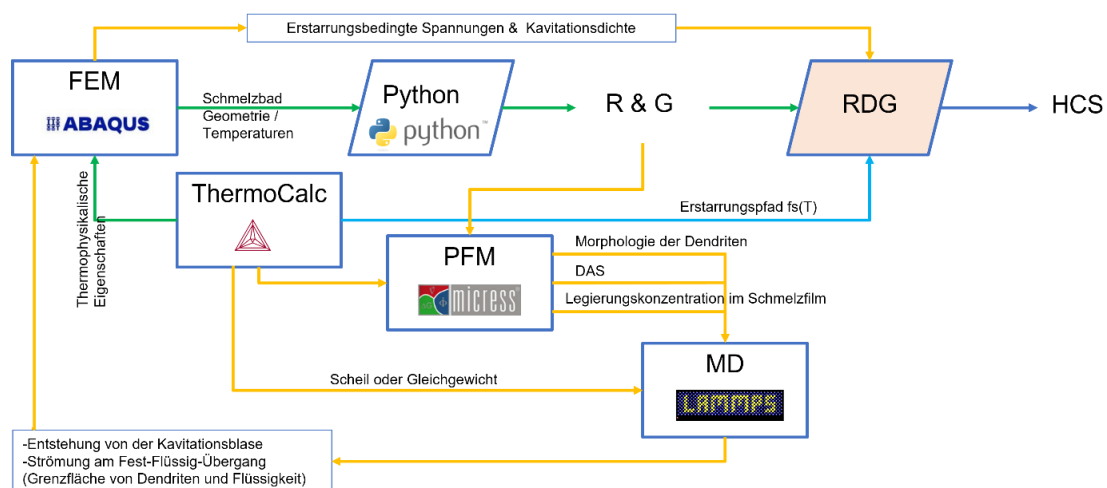 Erstarrungsbedingte Spannungen & Kavitationsdichte
FEM
ABAQUS
Schmelzbad
Geometrie /
Temperaturen
Python
python™
R & G
RDG
HCS
Thermophysikalische
Eigenschaften
ThermoCalc
Erstarrungspfad fs(T)
PFM
micress®
Morphologie der Dendriten
DAS
Legierungskonzentration im Schmelzfilm
MD
LAMMPS
Scheil oder Gleichgewicht
-Entstehung von der Kavitationsblase
-Strömung am Fest-Flüssig-Übergang
(Grenzfläche von Dendriten und Flüssigkeit)